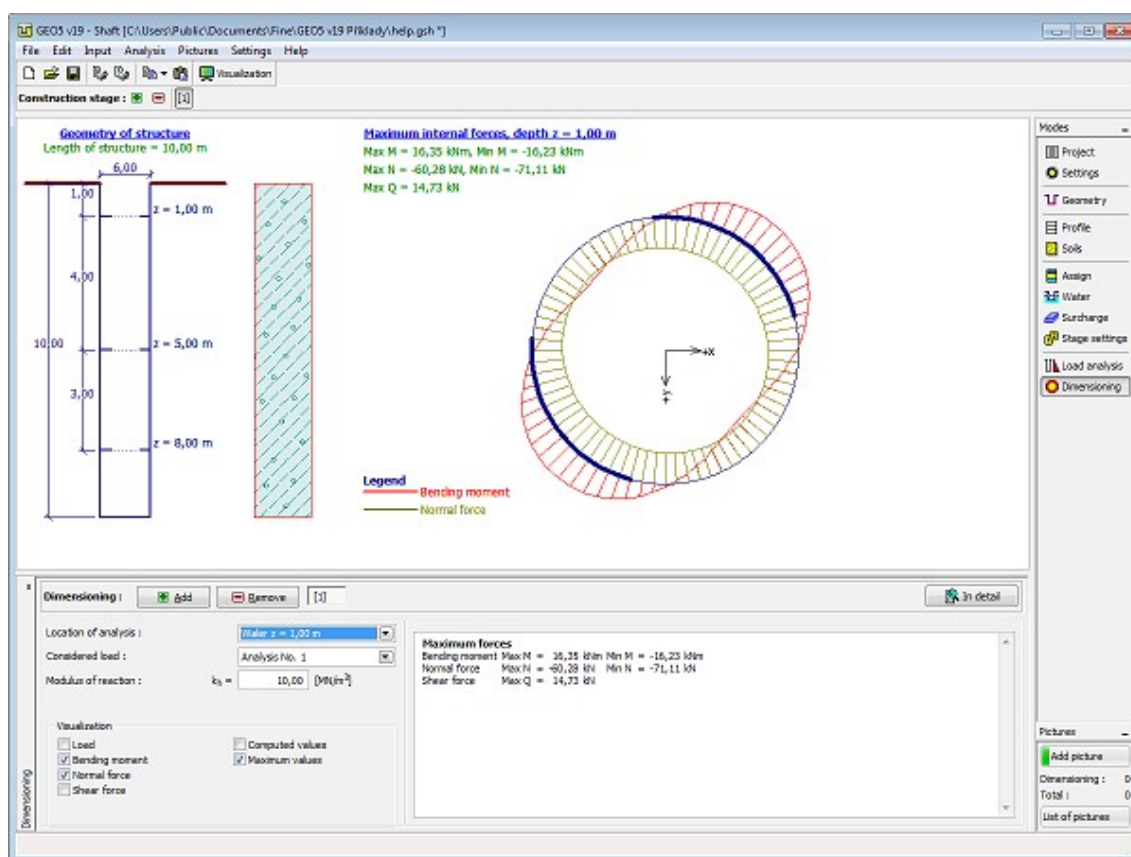 GEO5 v19 - Shaft [C:\Users\Public\Documents\Fine\GEO5 v19 Příklady\help.gsh *]
File Edit Input Analysis Pictures Settings Help
Visualization
Construction stage : [1]
Geometry of structure
Length of structure = 10,00 m
6,00
1,00
z = 1,00 m
4,00
10,00
z = 5,00 m
3,00
z = 8,00 m
Maximum internal forces, depth z = 1,00 m
Max M = 16,35 kNm, Min M = -16,23 kNm
Max N = -60,28 kN, Min N = -71,11 kN
Max Q = 14,73 kN
+x
+y
Legend
Bending moment
Normal force
Modes
Project
Settings
Geometry
Profile
Soils
Assign
Water
Surcharge
Stage settings
Load analysis
Dimensioning
Dimensioning : Add Remove [1] In detail
Location of analysis : Waler z = 1,00 m
Considered load : Analysis No. 1
Modulus of reaction : kh = 10,00 [MN/m³]
Visualization
Load Computed values
Bending moment Maximum values
Normal force
Shear force
Maximum forces
Bending moment Max M = 16,35 kNm Min M = -16,23 kNm
Normal force Max N = -60,28 kN Min N = -71,11 kN
Shear force Max Q = 14,73 kN
Dimensioning
Pictures
Add picture
Dimensioning : 0
Total : 0
List of pictures